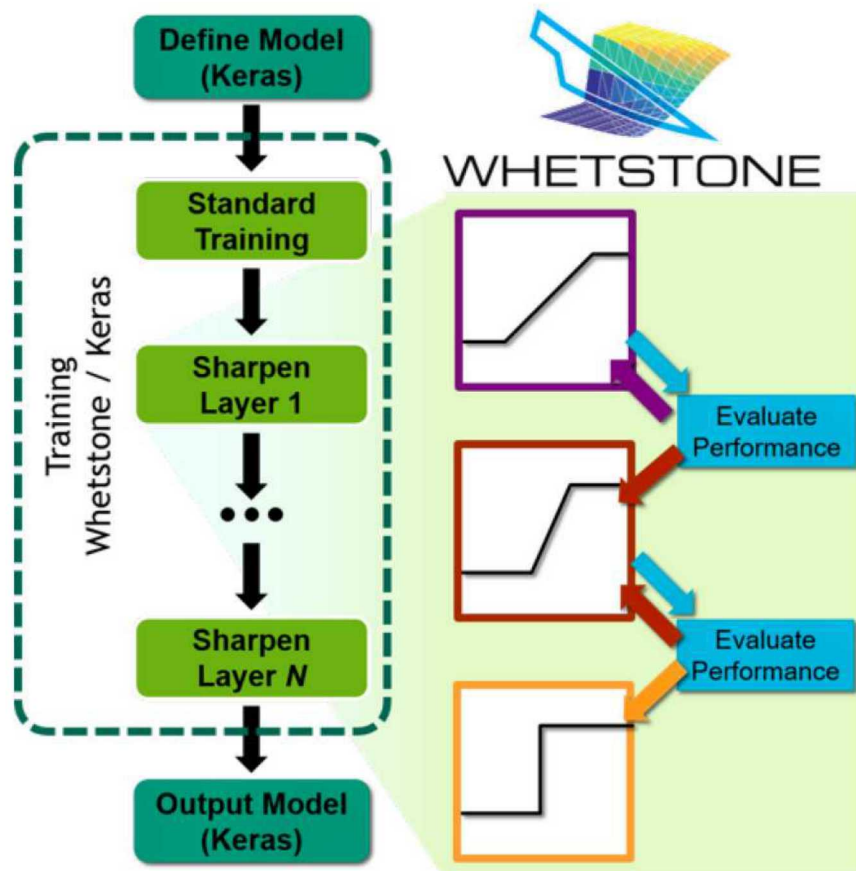 Define Model
(Keras)
Training
Whetstone / Keras
Standard
Training
Sharpen
Layer 1
Sharpen
Layer N
Output Model
(Keras)
WHETSTONE
Evaluate
Performance
Evaluate
Performance